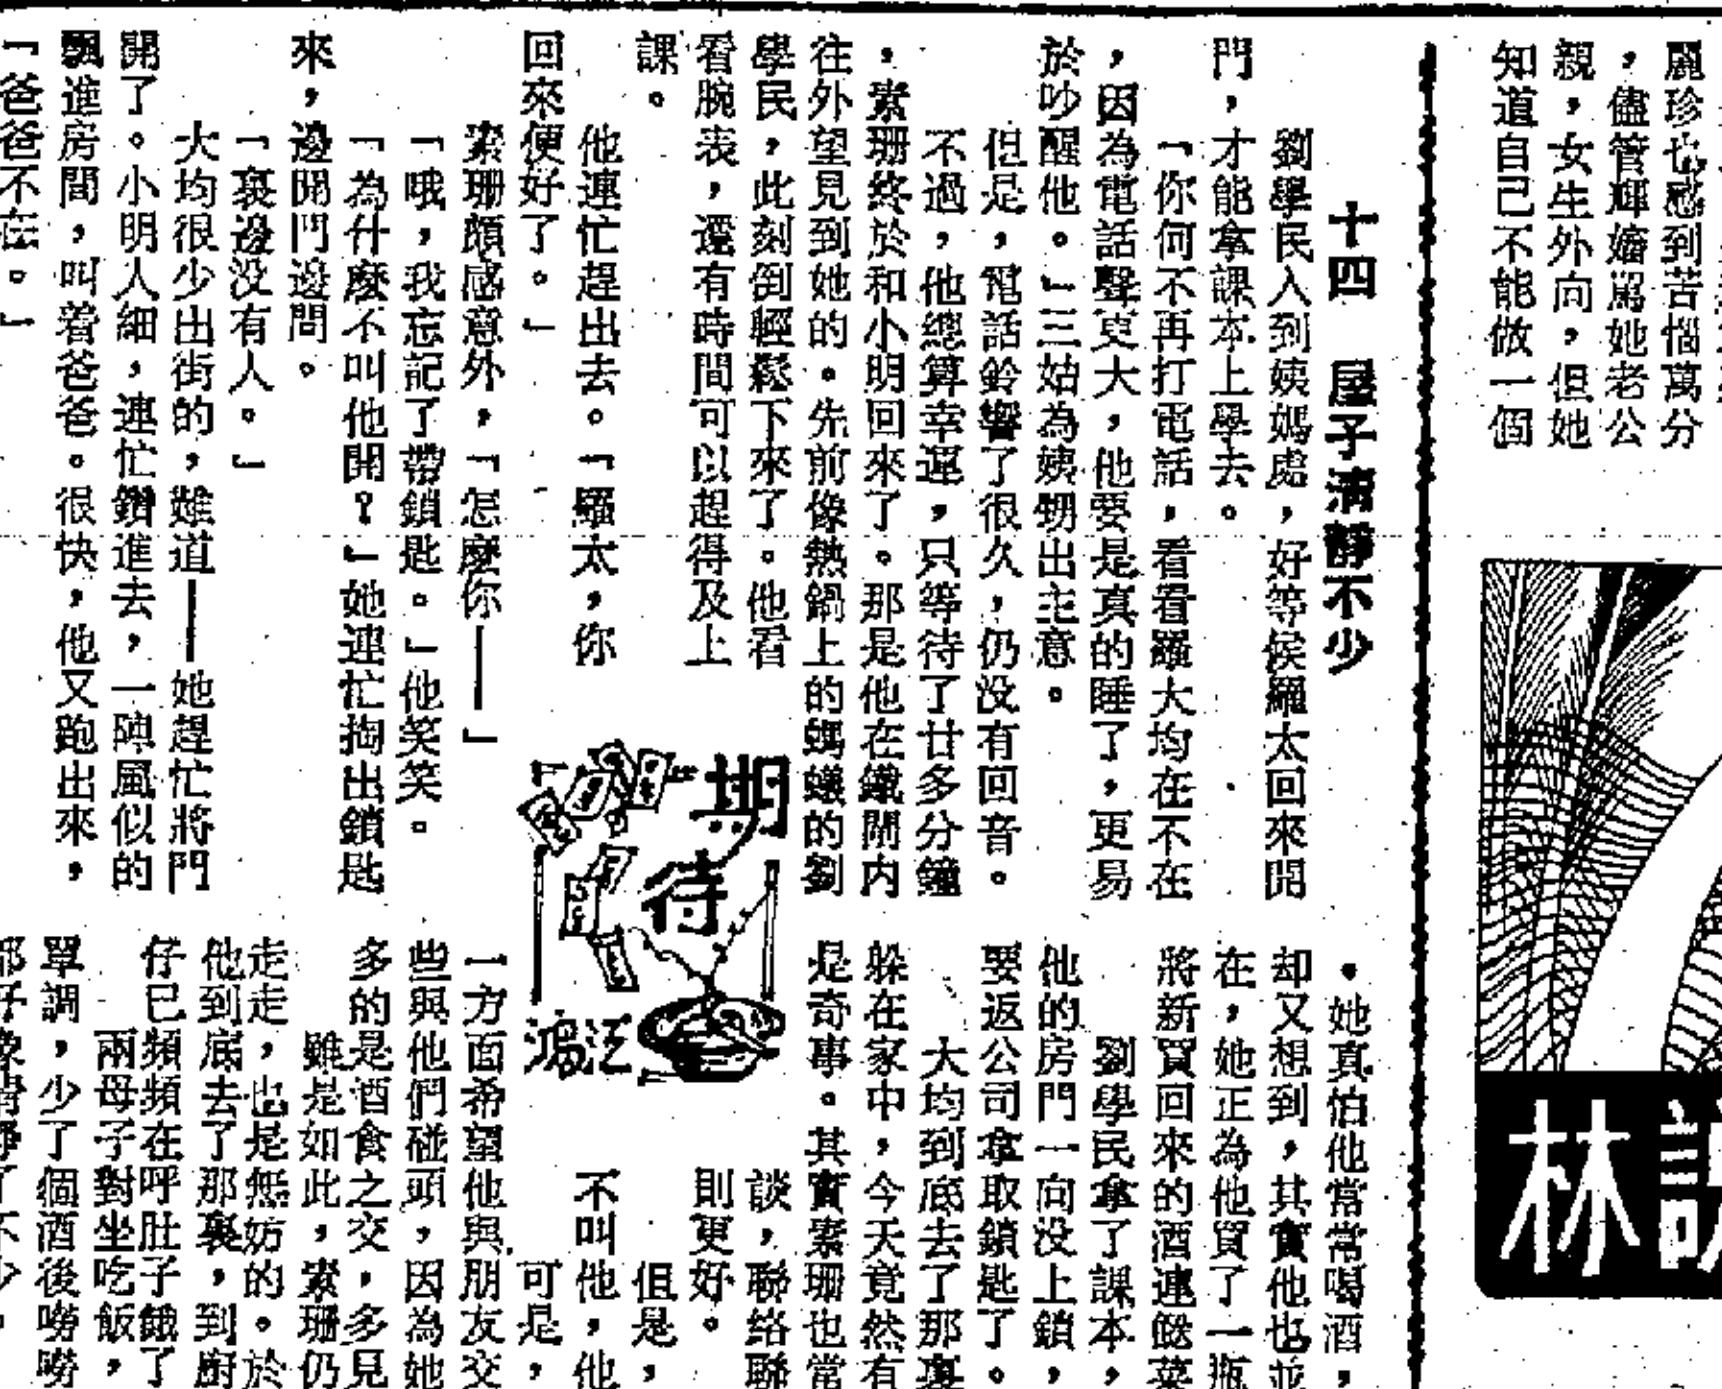 麗珍也感到苦惱萬分
，儘管輝嬸罵她老公
親，女生外向，但她
知道自己不能做一個
林
十四　屋子清靜不少
劉學民入到姨媽處，好等候羅太回來開
門，才能拿課本上學去。
「你何不再打電話，看看羅大均在不在
，因為電話聲更大，他要是真的睡了，更易
於吵醒他。」三姑為姨甥出主意。
但是，電話鈴響了很久，仍没有回音。
不過，他總算幸運，只等待了廿多分鐘
，素珊終於和小明回來了。那是他在鐵閘内
往外望見到她的。先前像熱鍋上的螞蟻的劉
學民，此刻倒輕鬆下來了。他看
看腕表，還有時間可以趕得及上
課。
他連忙趕出去。「羅太，你
回來便好了。」
素珊頗感意外，「怎麼你——」
「哦，我忘記了帶鎖匙。」他笑笑。
「為什麼不叫他開？」她連忙掏出鎖匙
來，邊開門邊問。
「裏邊没有人。」
大均很少出街的，難道——她趕忙將門
開了。小明人細，連忙鑽進去，一陣風似的
飄進房間，叫着爸爸。很快，他又跑出來，
「爸爸不在。」
期待
江鴻
。她真怕他常常喝酒，
却又想到，其實他也並
在，她正為他買了一瓶
將新買回來的酒連餸菜
劉學民拿了課本，
他的房門一向没上鎖，
要返公司拿取鎖匙了。
大均到底去了那裏
躲在家中，今天竟然有
是奇事。其實素珊也當
談，聯絡聯
則更好。
但是，
不叫他，他
可是，
一方面希望他與朋友交
些與他們碰頭，因為她
多的是酒食之交，多見
雖是如此，素珊仍
走走，也是無妨的。於
他到底去了那裏，到廚
仔已頻頻在呼肚子餓了
兩母子對坐吃飯，
單調，少了個酒後嘮嘮
都好像清靜了不少。